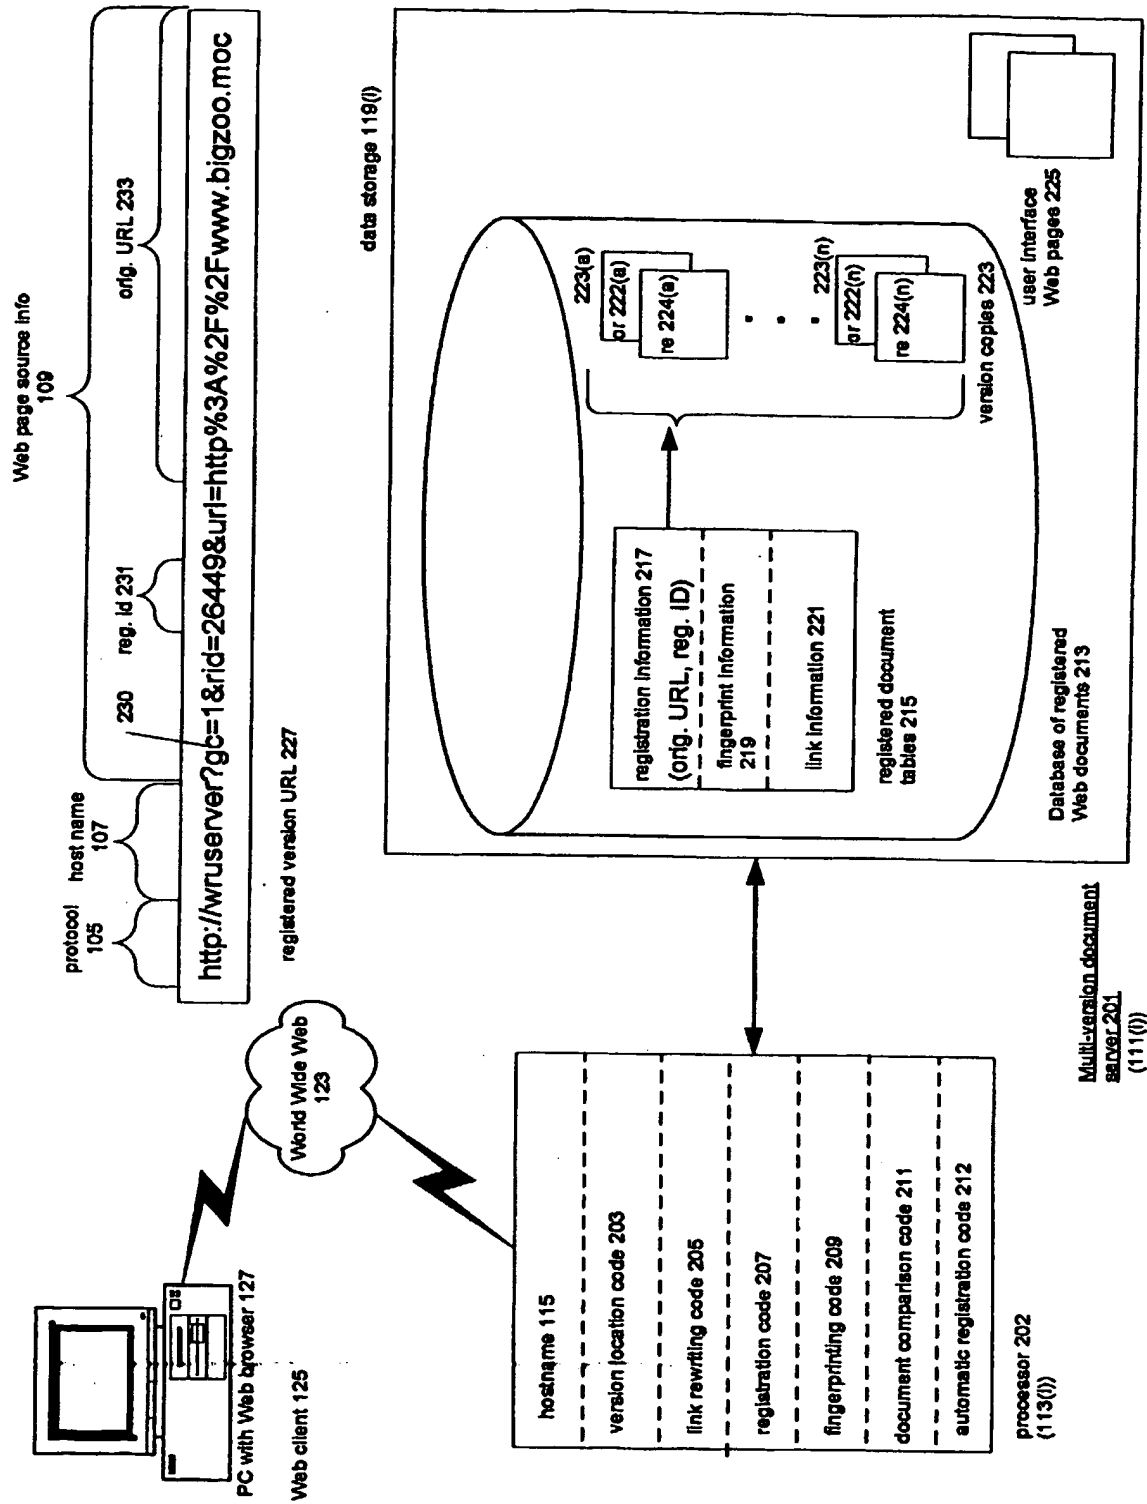 Web page source info
109
protocol
105
host name
107
230
reg. id 231
orig. URL 233
http://wruserver?gc=1&rid=26449&url=http%3A%2F%2Fwww.bigzoo.moc
registered version URL 227
PC with Web browser 127
Web client 125
World Wide Web
123
hostname 115
version location code 203
link rewriting code 205
registration code 207
fingerprinting code 209
document comparison code 211
automatic registration code 212
processor 202
(113(i))
Multi-version document
server 201
(111(i))
data storage 119(i)
registration information 217
(orig. URL, reg. ID)
fingerprint information
219
link information 221
registered document
tables 215
Database of registered
Web documents 213
223(a)
or 222(a)
re 224(a)
223(n)
or 222(n)
re 224(n)
version copies 223
user interface
Web pages 225